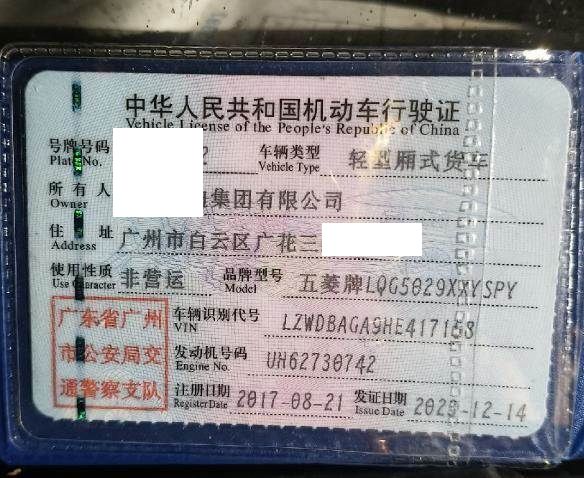 中华人民共和国机动车行驶证
Vehicle License of the People's Republic of China
号牌号码 2 车辆类型 轻型厢式货车
Plate No. Vehicle Type
所有人 集团有限公司
Owner
住址 广州市白云区广花三
Address
使用性质 非营运 品牌型号 五菱牌LQG5029XXYSPY
Use Character Model
广东省广州 车辆识别代号 LZWDBAGA9HE417168
VIN
市公安局交 发动机号码 UH62730742
Engine No.
通警察支队 注册日期 2017-08-21 发证日期 2023-12-14
Register Date Issue Date